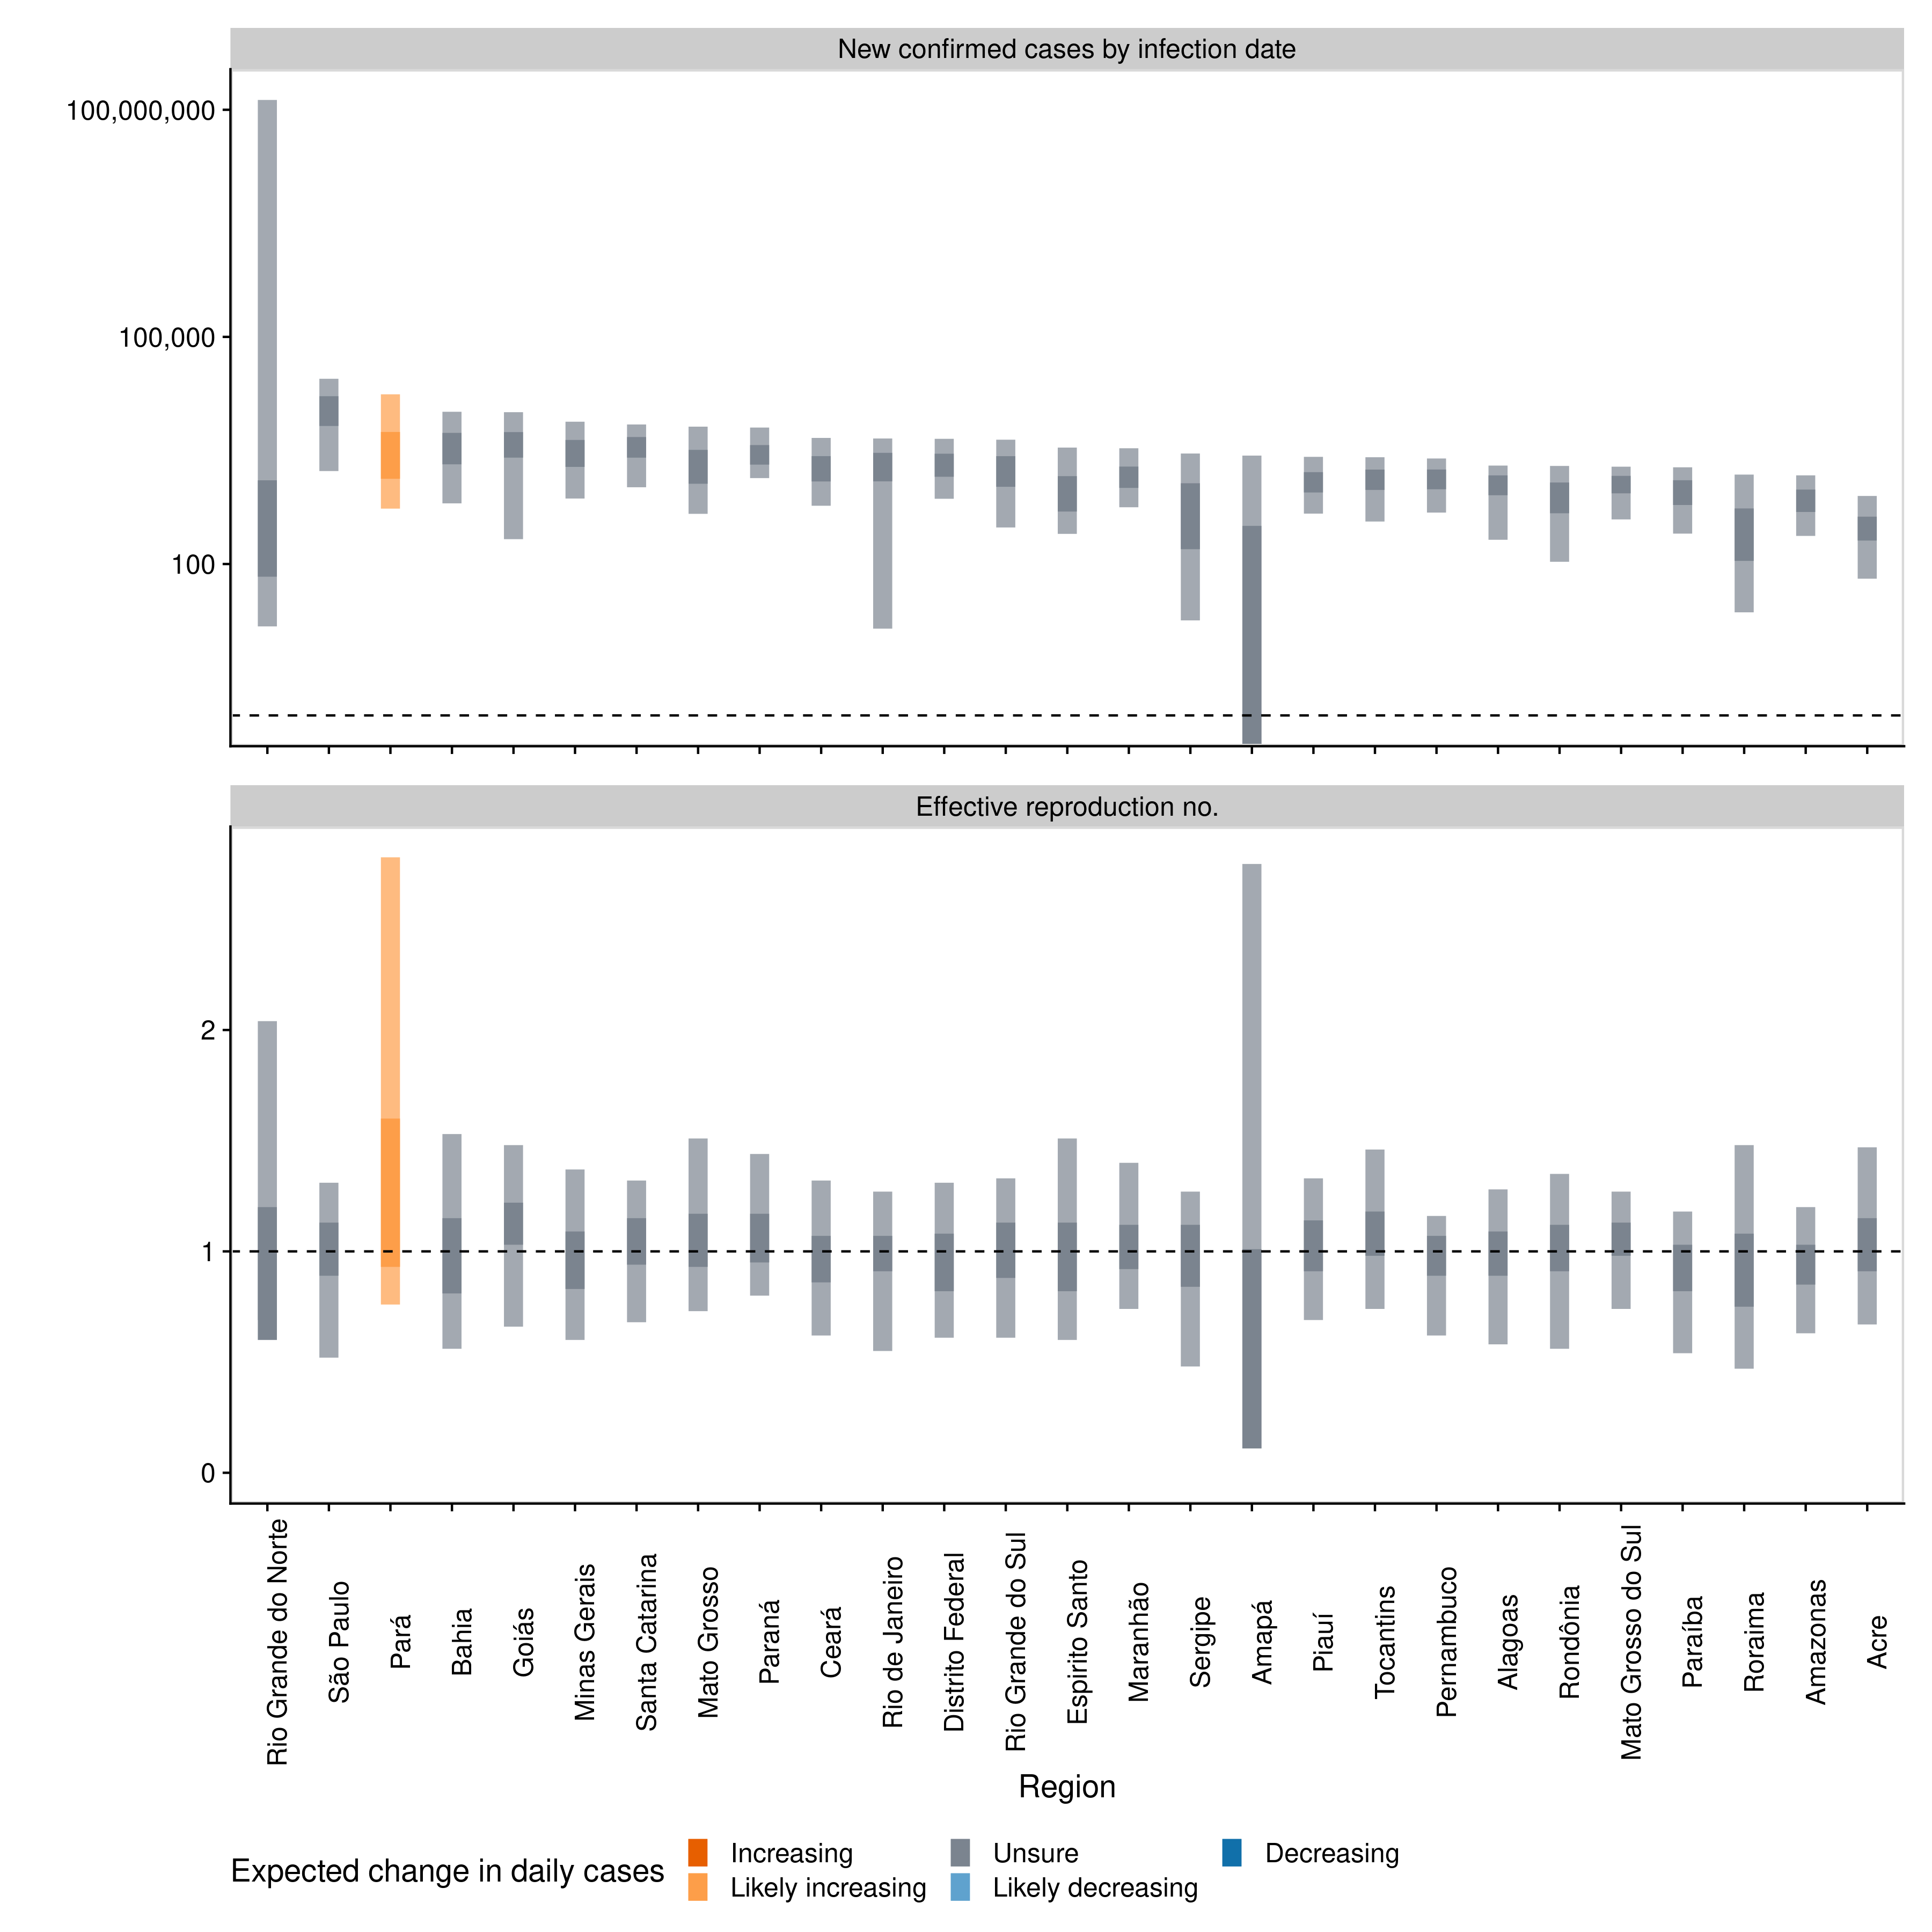 New confirmed cases by infection date
100,000,000
100,000
100
Effective reproduction no.
2
1
0
Rio Grande do Norte
São Paulo
Pará
Bahia
Goiás
Minas Gerais
Santa Catarina
Mato Grosso
Paraná
Ceará
Rio de Janeiro
Distrito Federal
Rio Grande do Sul
Espirito Santo
Maranhão
Sergipe
Amapá
Piauí
Tocantins
Pernambuco
Alagoas
Rondônia
Mato Grosso do Sul
Paraíba
Roraima
Amazonas
Acre
Region
Expected change in daily cases
Increasing
Likely increasing
Unsure
Likely decreasing
Decreasing